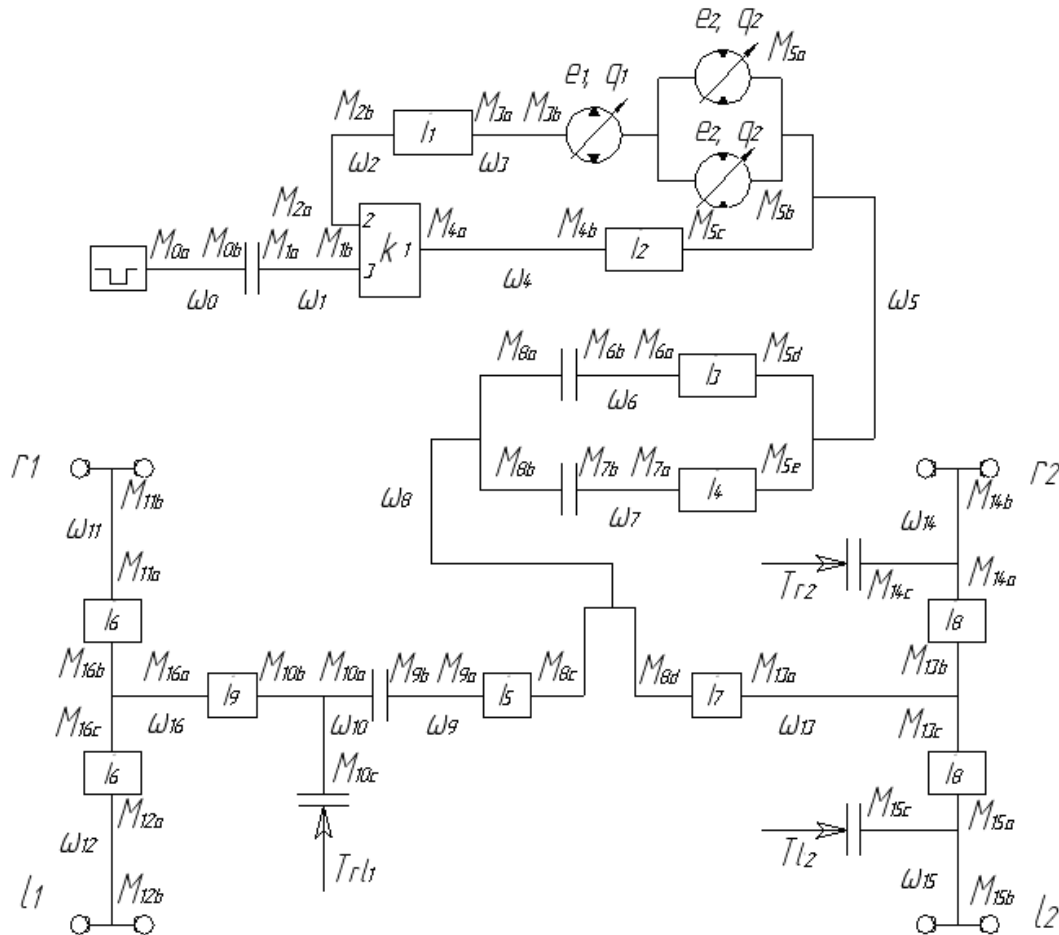 e2, q2
M5a
e1, q1
M2b
I1
M3a
M3b
ω2
ω3
e2, q2
M2a
M5b
2
M0a
M0b
M1a
M1b
k
1
3
M4a
M4b
I2
M5c
ω0
ω1
ω4
ω5
M8a
M6b
M6a
I3
M5d
ω6
M8b
M7b
M7a
I4
M5e
ω8
ω7
r1
M11b
ω11
M11a
I6
M16b
M16a
I9
M10b
M10a
M9b
M9a
I5
M8c
M8d
I7
M13a
M16c
ω16
ω10
ω9
ω13
I6
M10c
M12a
ω12
Trl1
l1
M12b
r2
M14b
ω14
Tr2
M14c
M14a
I8
M13b
M13c
I8
M15c
M15a
Tl2
ω15
M15b
l2